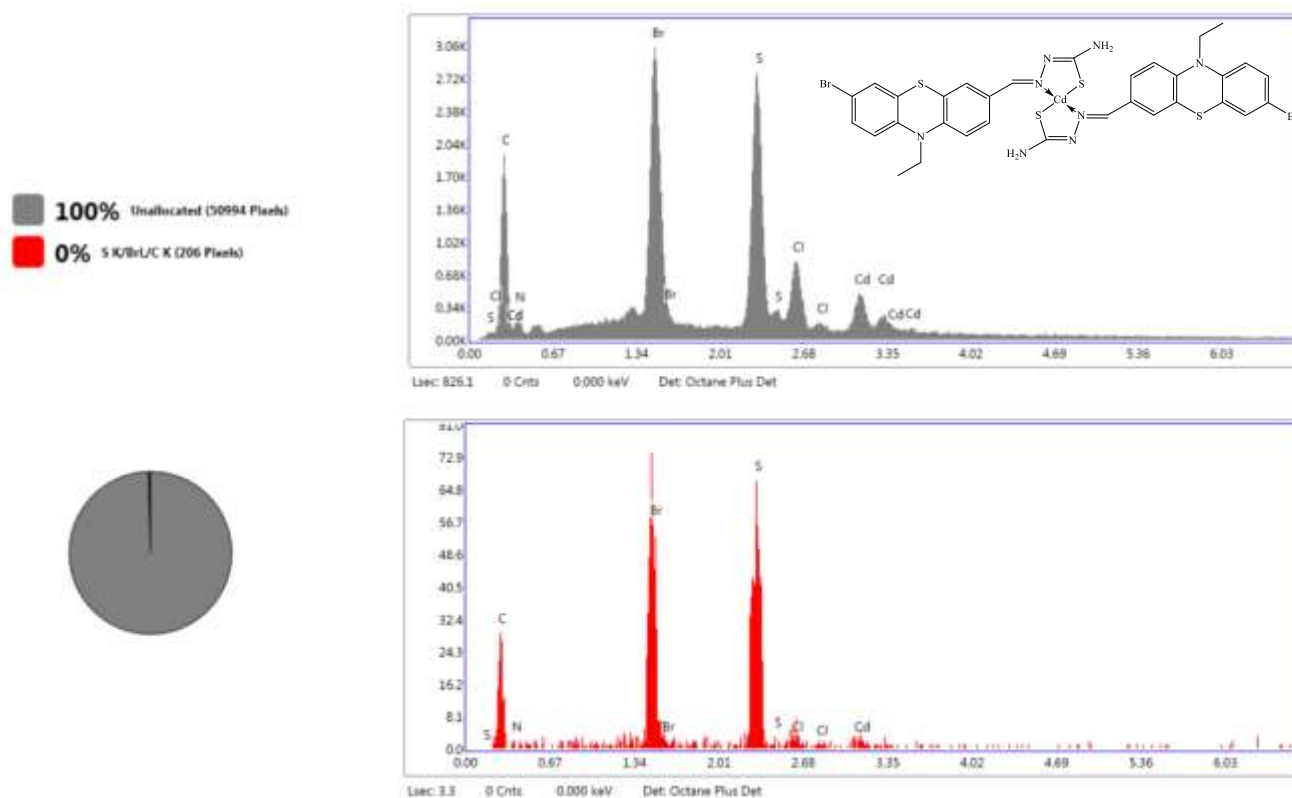 100% Unallocated (50994 Pixels)
0% S K/BrL/C K (206 Pixels)
3.06K
2.72K
2.38K
2.04K
1.70K
1.36K
1.02K
0.68K
0.34K
0.00K
Br
S
C
Cl
S
Cd
N
Br
S
Cl
Cl
Cd
Cd
Cd
Cd
Br
S
N
N
N
NH₂
S
Cd
S
N
N
H₂N
N
S
0.00 0.67 1.34 2.01 2.68 3.35 4.02 4.69 5.36 6.03
Lsec: 826.1 0 Cnts 0.000 keV Det: Octane Plus Det
72.9
64.8
56.7
48.6
40.5
32.4
24.3
16.2
8.1
0.0
S
C
N
Br
Br
S
S
Cl
Cl
Cd
0.00 0.67 1.34 2.01 2.68 3.35 4.02 4.69 5.36 6.03
Lsec: 3.3 0 Cnts 0.000 keV Det: Octane Plus Det